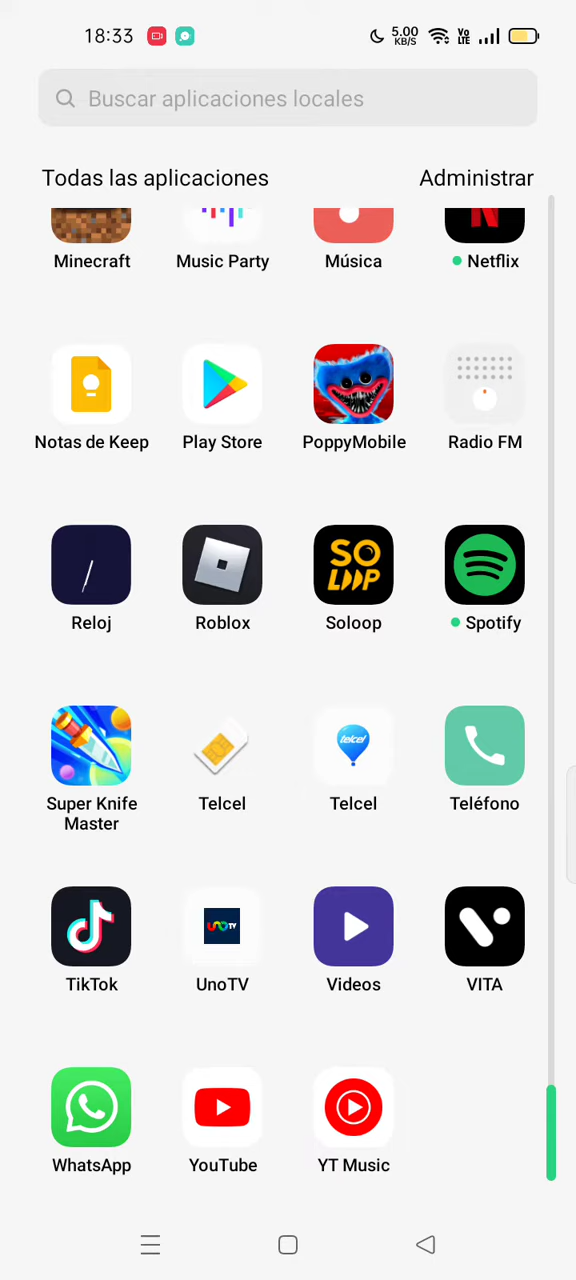 18:33
5.00 KB/S
Vo LTE
Buscar aplicaciones locales
Todas las aplicaciones
Administrar
Minecraft
Music Party
Música
Netflix
Notas de Keep
Play Store
PoppyMobile
Radio FM
SO
LOOP
Reloj
Roblox
Soloop
Spotify
telcel
Super Knife
Master
Telcel
Telcel
Teléfono
UNO TV
TikTok
UnoTV
Videos
VITA
WhatsApp
YouTube
YT Music